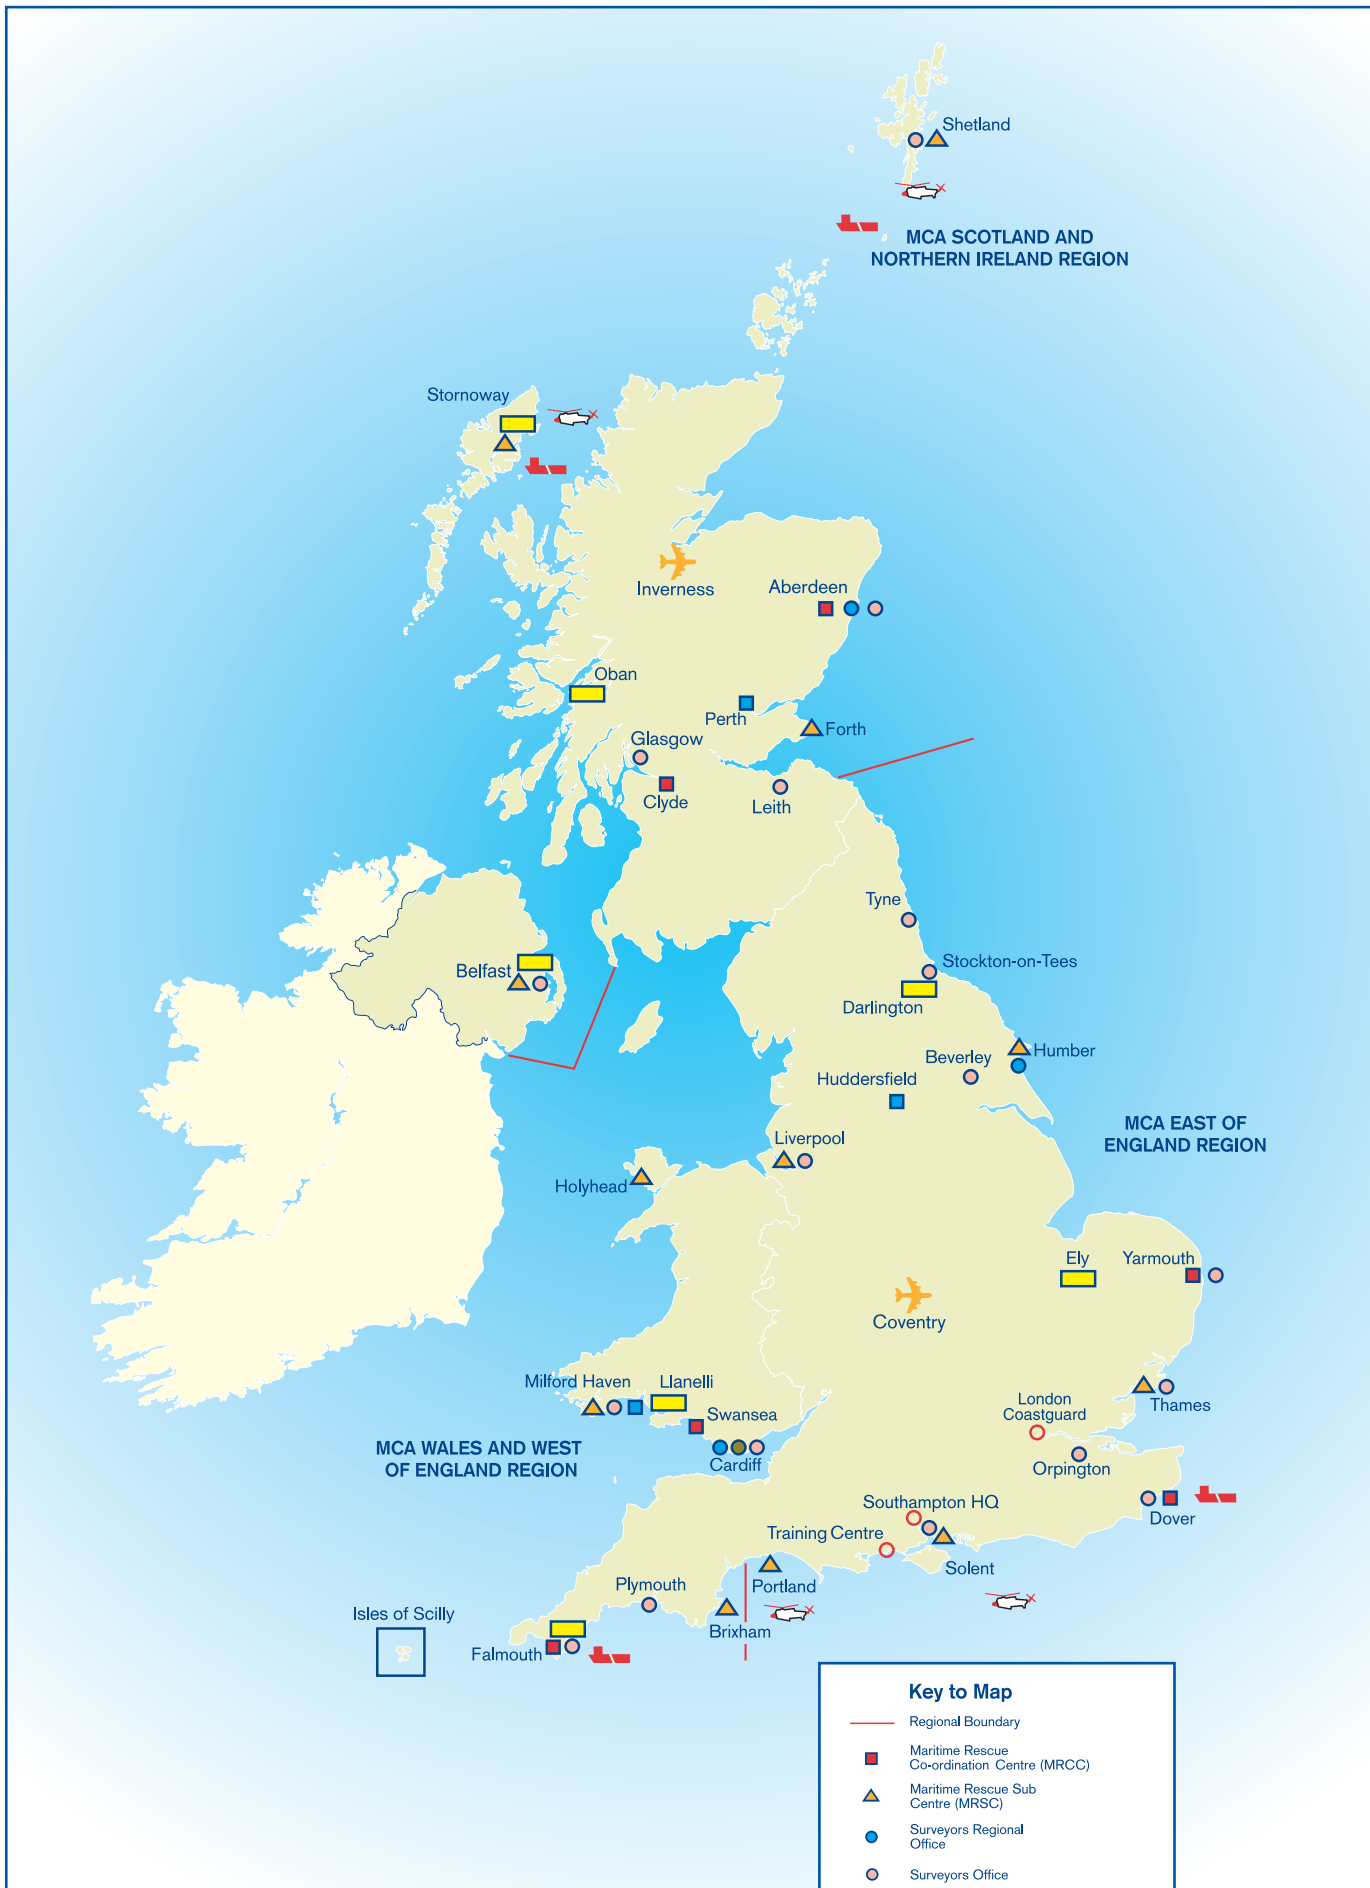 Shetland
MCA SCOTLAND AND
NORTHERN IRELAND REGION
Stornoway
Inverness
Aberdeen
Oban
Perth
Forth
Glasgow
Clyde
Leith
Tyne
Belfast
Stockton-on-Tees
Darlington
Humber
Beverley
Huddersfield
MCA EAST OF
ENGLAND REGION
Liverpool
Holyhead
Ely
Yarmouth
Coventry
Milford Haven
Llanelli
Thames
London
Coastguard
Swansea
MCA WALES AND WEST
OF ENGLAND REGION
Cardiff
Orpington
Southampton HQ
Dover
Training Centre
Solent
Portland
Plymouth
Isles of Scilly
Brixham
Falmouth
Key to Map
Regional Boundary
Maritime Rescue
Co-ordination Centre (MRCC)
Maritime Rescue Sub
Centre (MRSC)
Surveyors Regional
Office
Surveyors Office